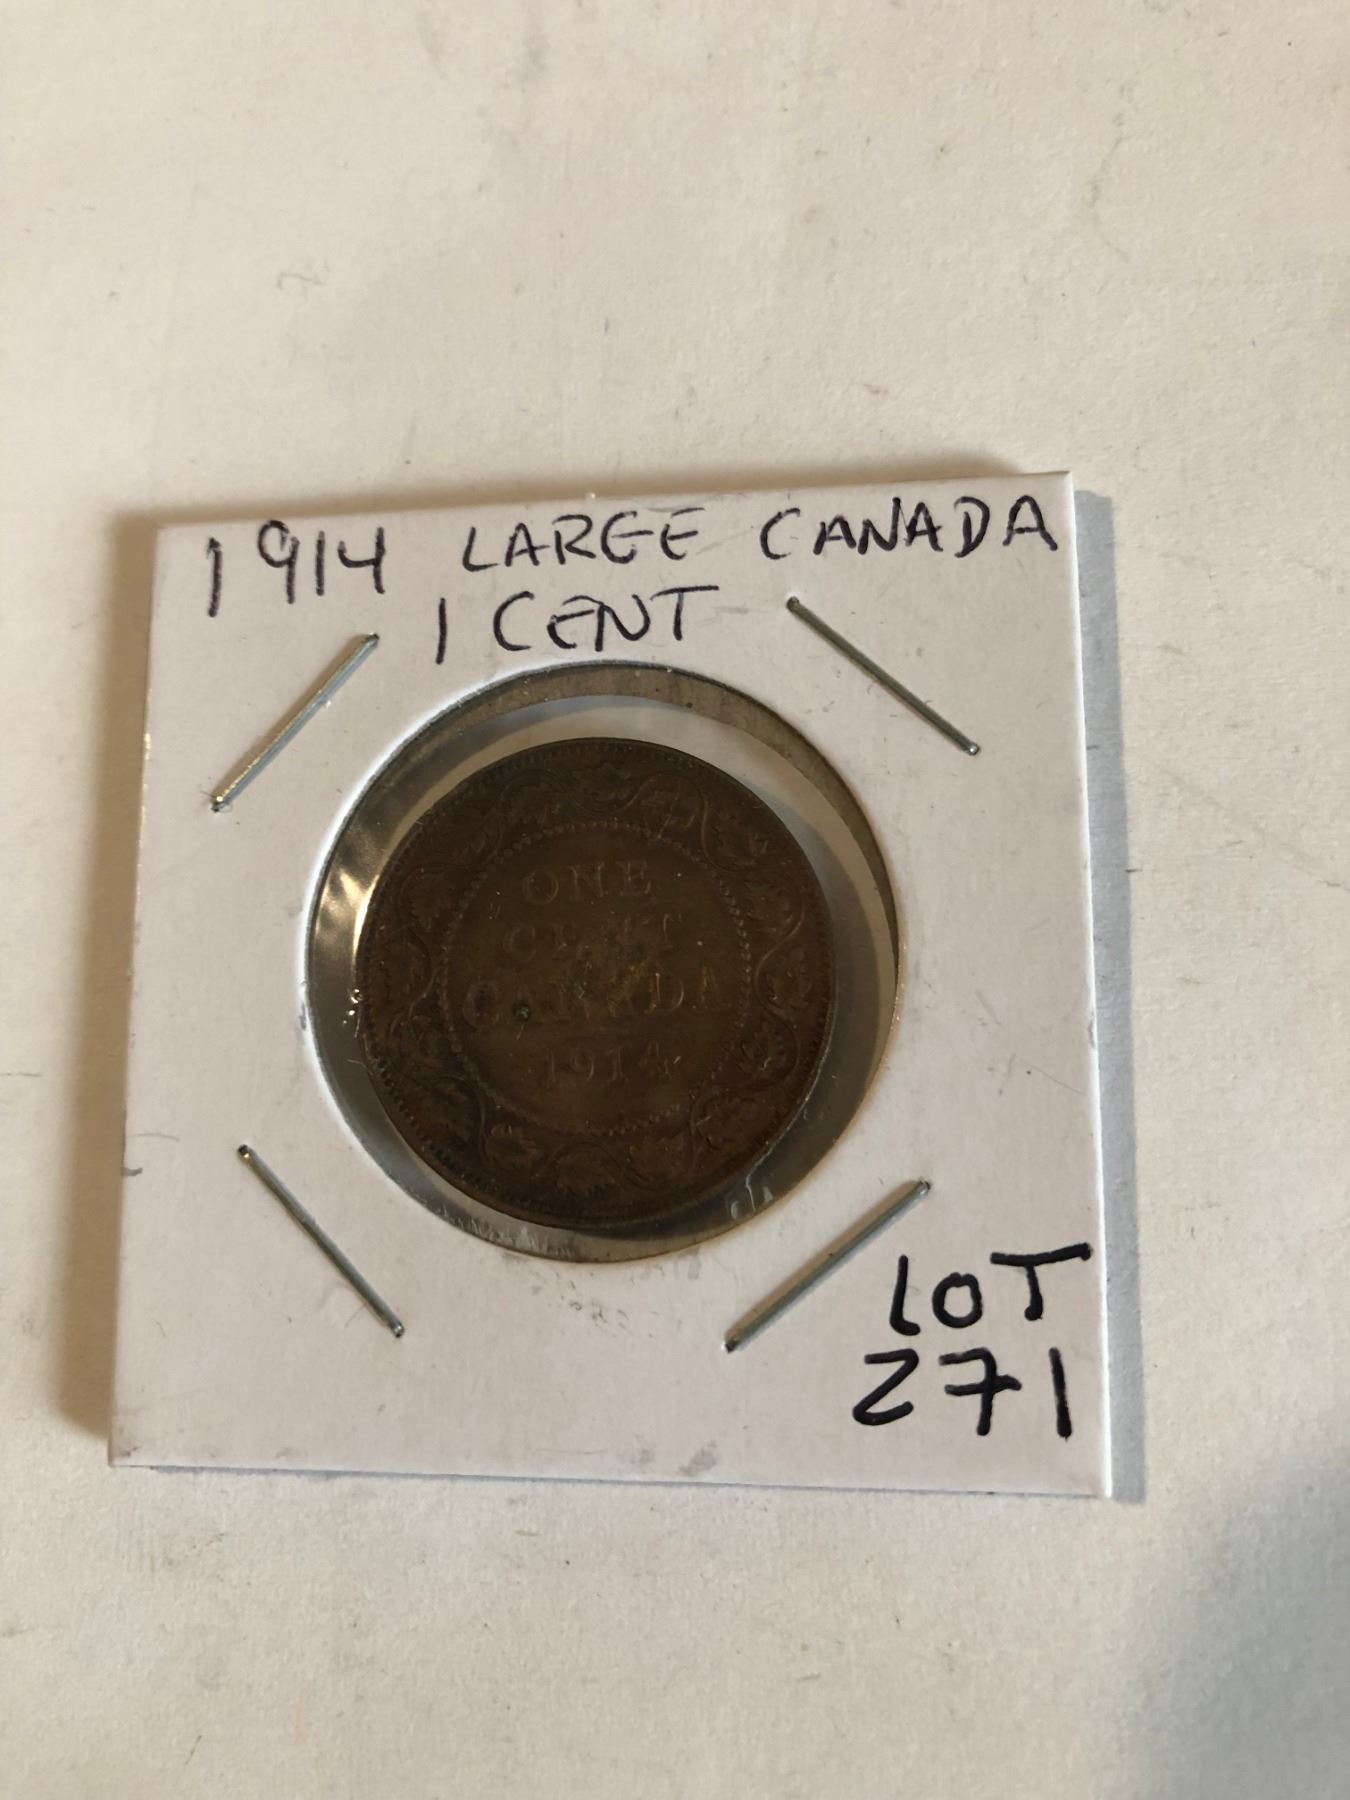 1914 LARGE CANADA
1 CENT
ONE
CENT
CANADA
1914
LOT
271